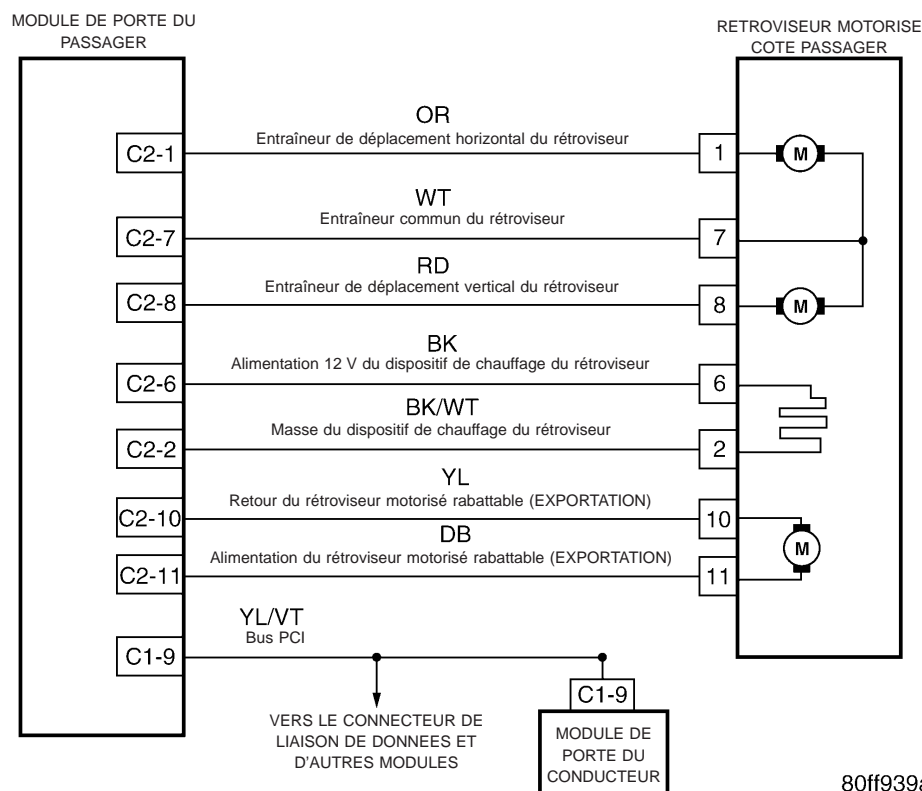 MODULE DE PORTE DU
PASSAGER
RETROVISEUR MOTORISE
COTE PASSAGER
OR
Entraîneur de déplacement horizontal du rétroviseur
C2-1
1
M
WT
Entraîneur commun du rétroviseur
C2-7
7
RD
Entraîneur de déplacement vertical du rétroviseur
C2-8
8
M
BK
Alimentation 12 V du dispositif de chauffage du rétroviseur
C2-6
6
BK/WT
Masse du dispositif de chauffage du rétroviseur
C2-2
2
YL
Retour du rétroviseur motorisé rabattable (EXPORTATION)
C2-10
10
DB
M
Alimentation du rétroviseur motorisé rabattable (EXPORTATION)
C2-11
11
YL/VT
Bus PCI
C1-9
C1-9
VERS LE CONNECTEUR DE
LIAISON DE DONNEES ET
D'AUTRES MODULES
MODULE DE
PORTE DU
CONDUCTEUR
80ff939a